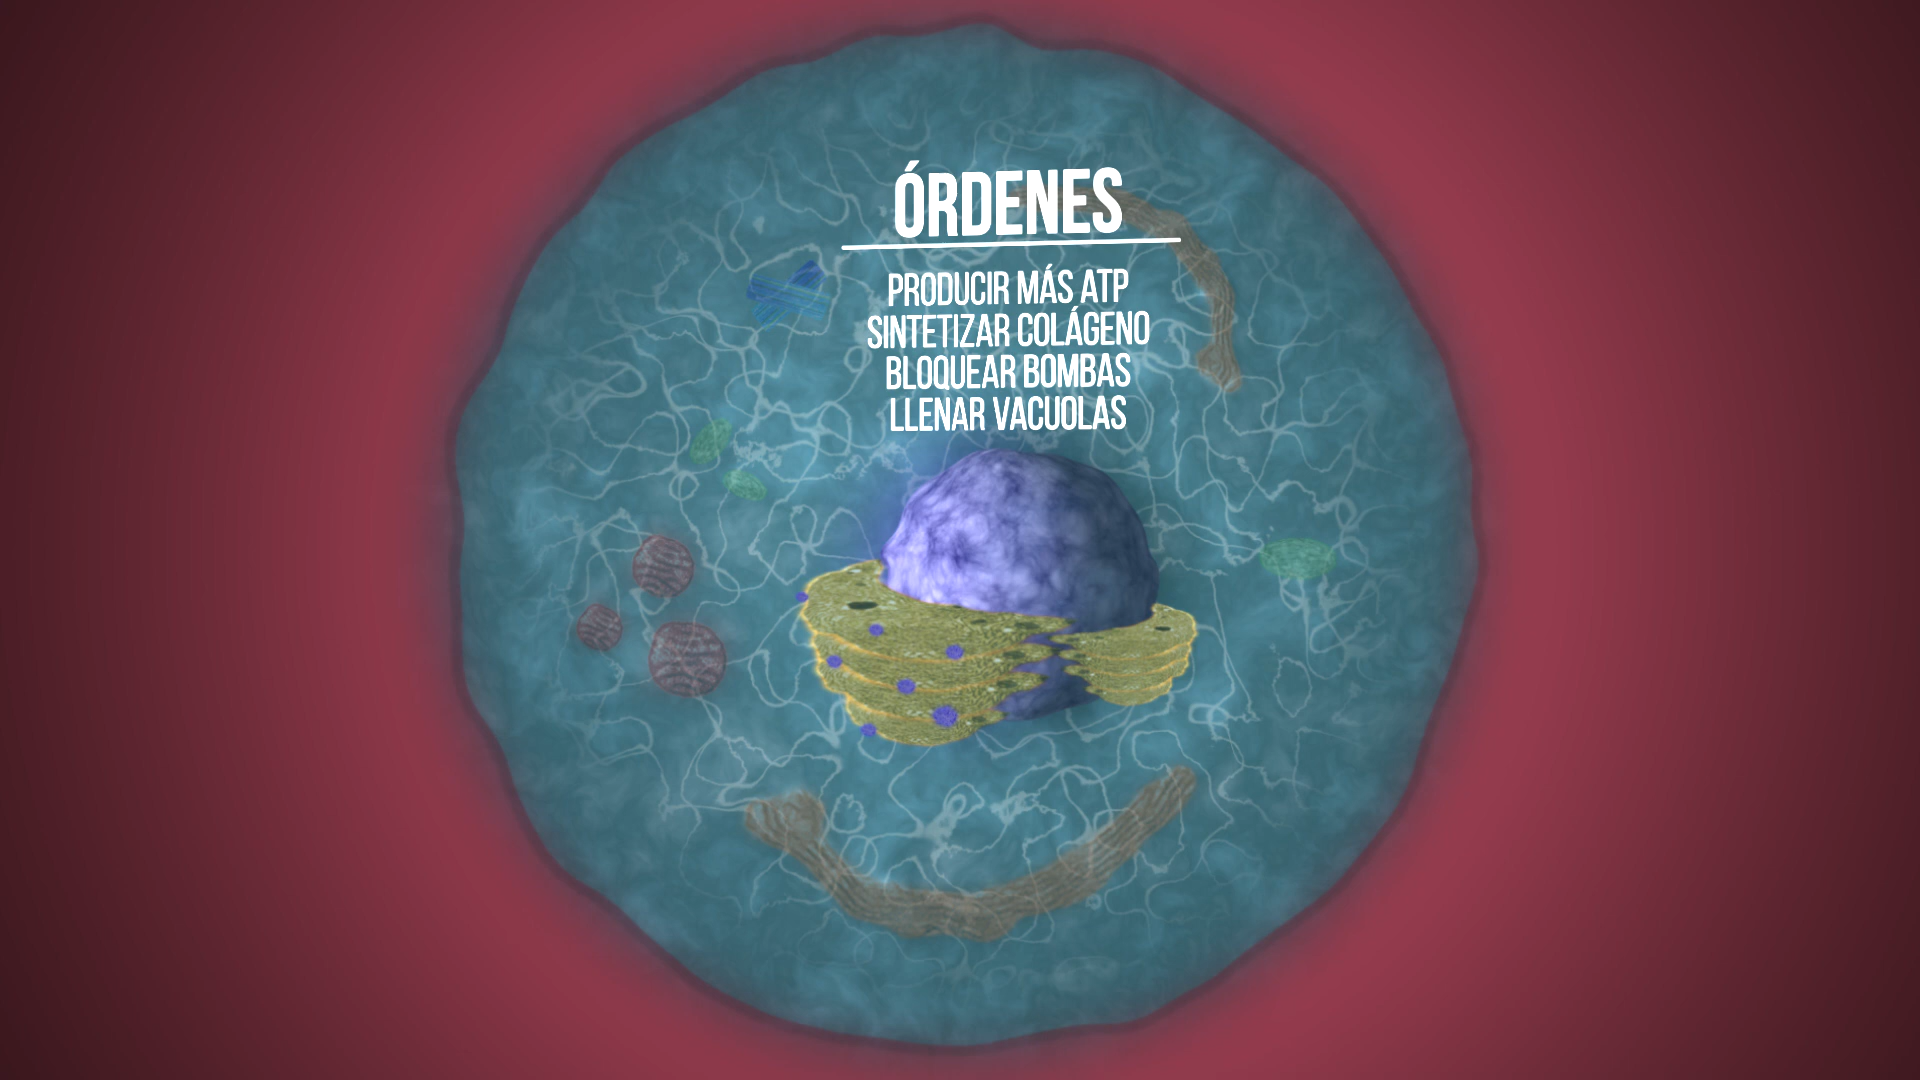 ÓRDENES
PRODUCIR MÁS ATP
SINTETIZAR COLÁGENO
BLOQUEAR BOMBAS
LLENAR VACUOLAS